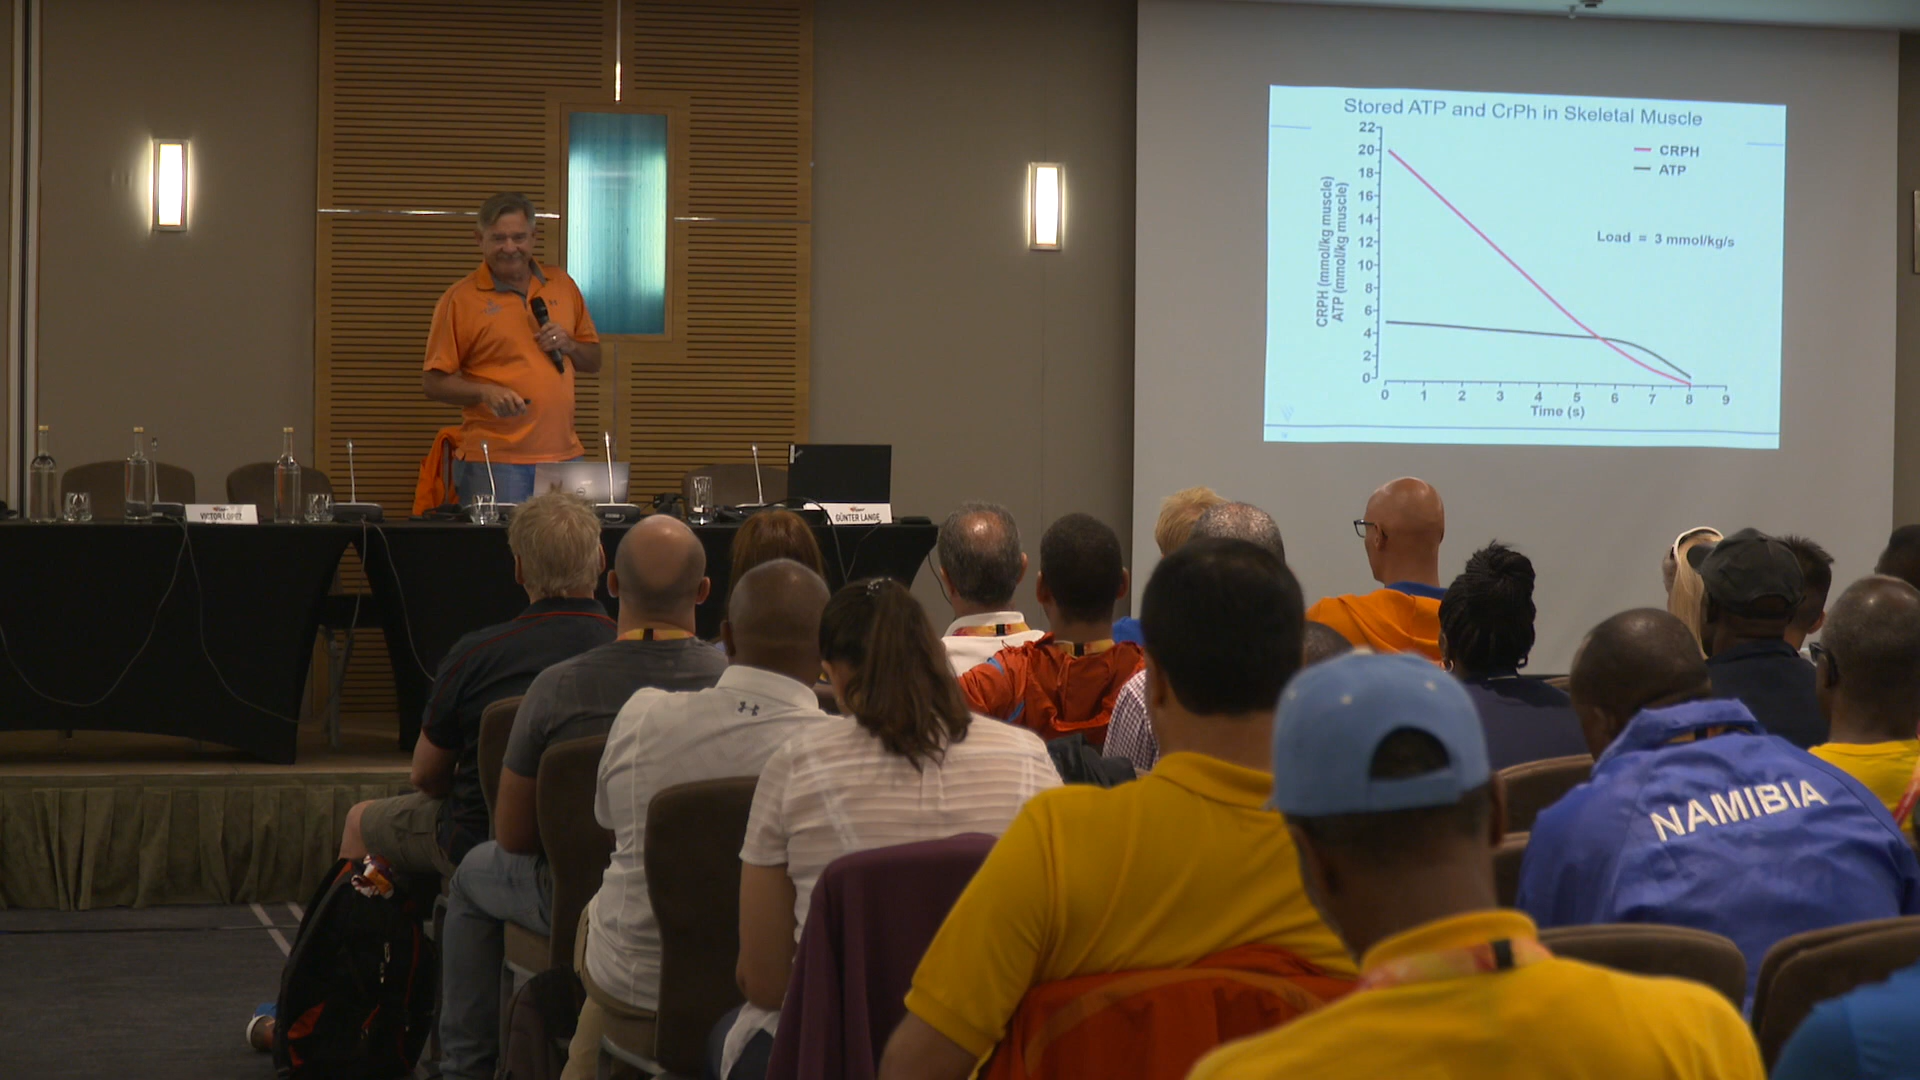 Stored ATP and CrPh in Skeletal Muscle
CRPH (mmol/kg muscle)
ATP (mmol/kg muscle)
22
20
18
16
14
12
10
8
6
4
2
0
CRPH
ATP
Load = 3 mmol/kg/s
0 1 2 3 4 5 6 7 8 9
Time (s)
VICTOR LOPEZ
GÜNTER LANGE
NAMIBIA